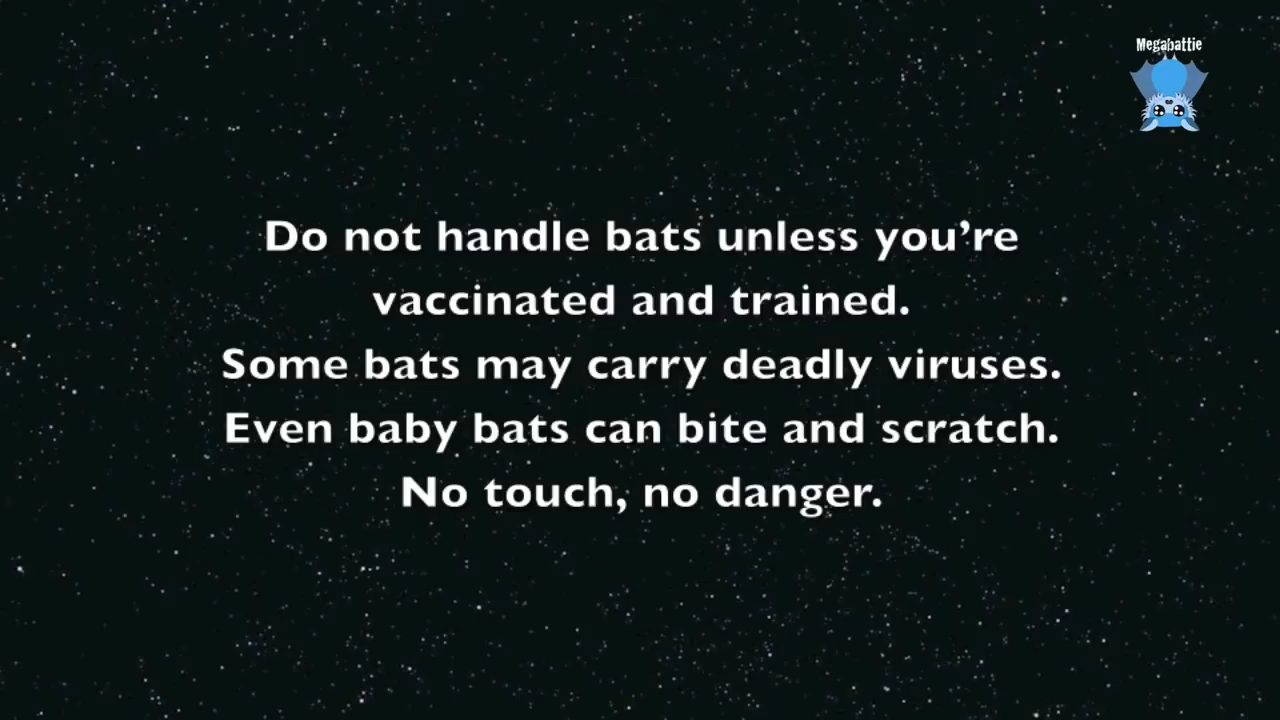 Megabattie
Do not handle bats unless you’re
vaccinated and trained.
Some bats may carry deadly viruses.
Even baby bats can bite and scratch.
No touch, no danger.